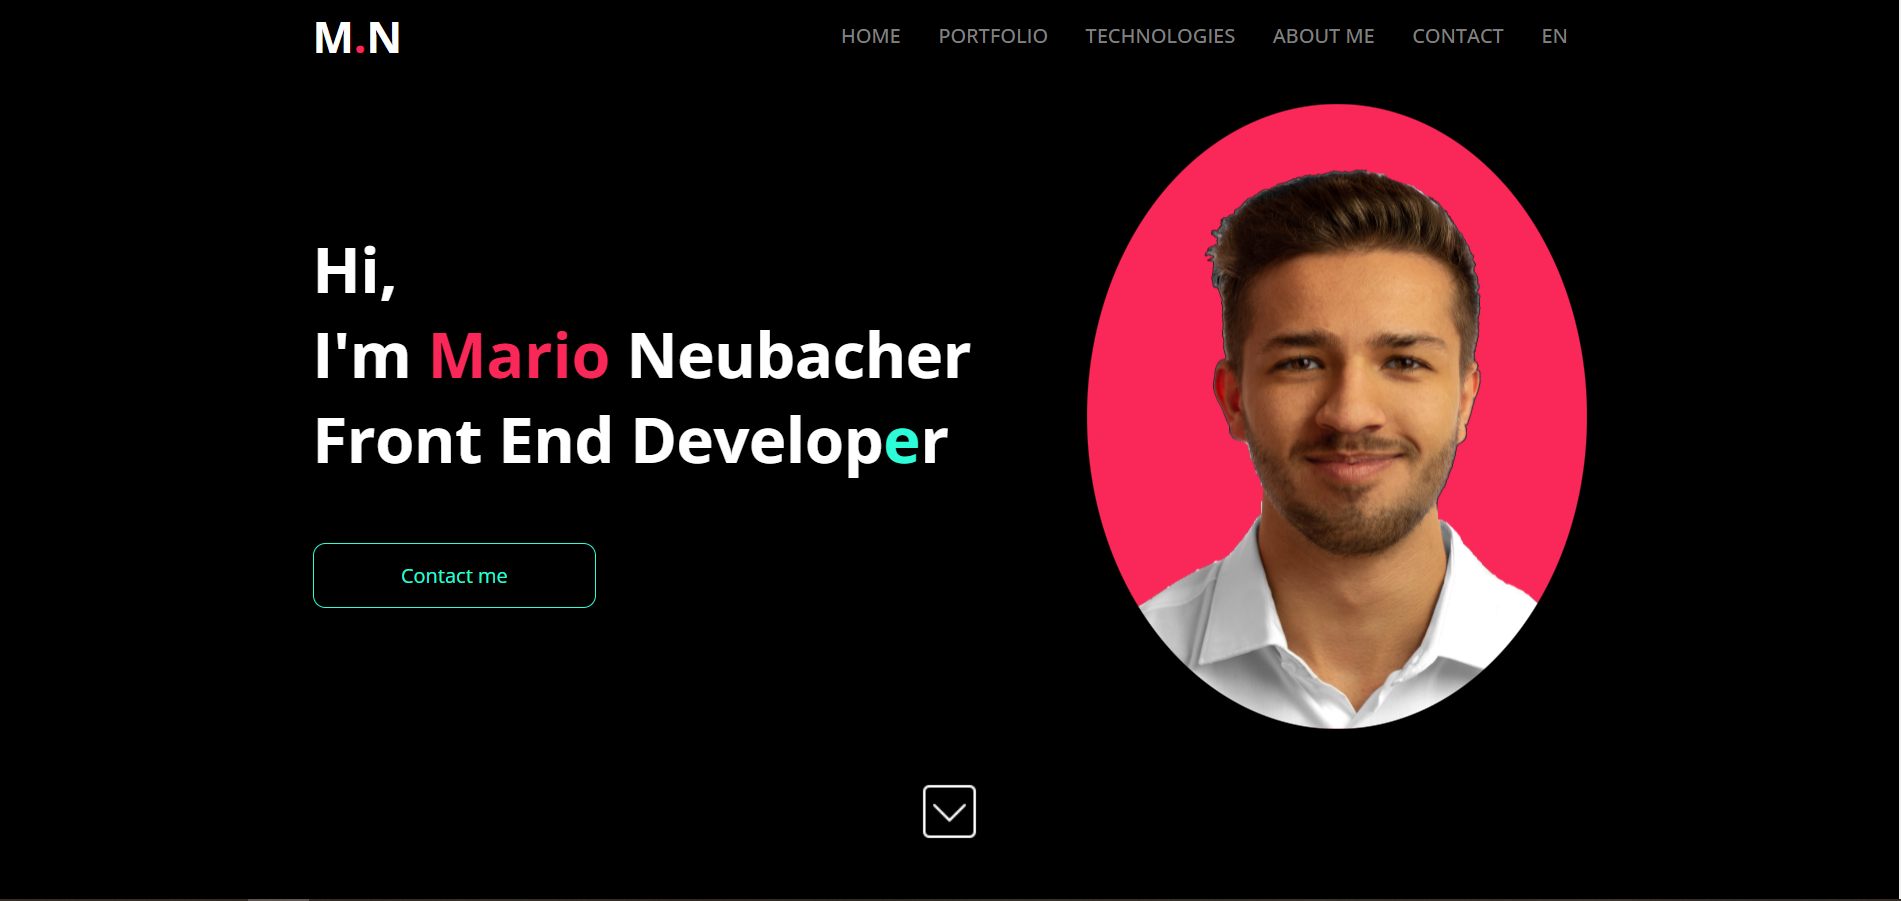 M.N
HOME PORTFOLIO TECHNOLOGIES ABOUT ME CONTACT EN
Hi,
I'm Mario Neubacher
Front End Developer
Contact me